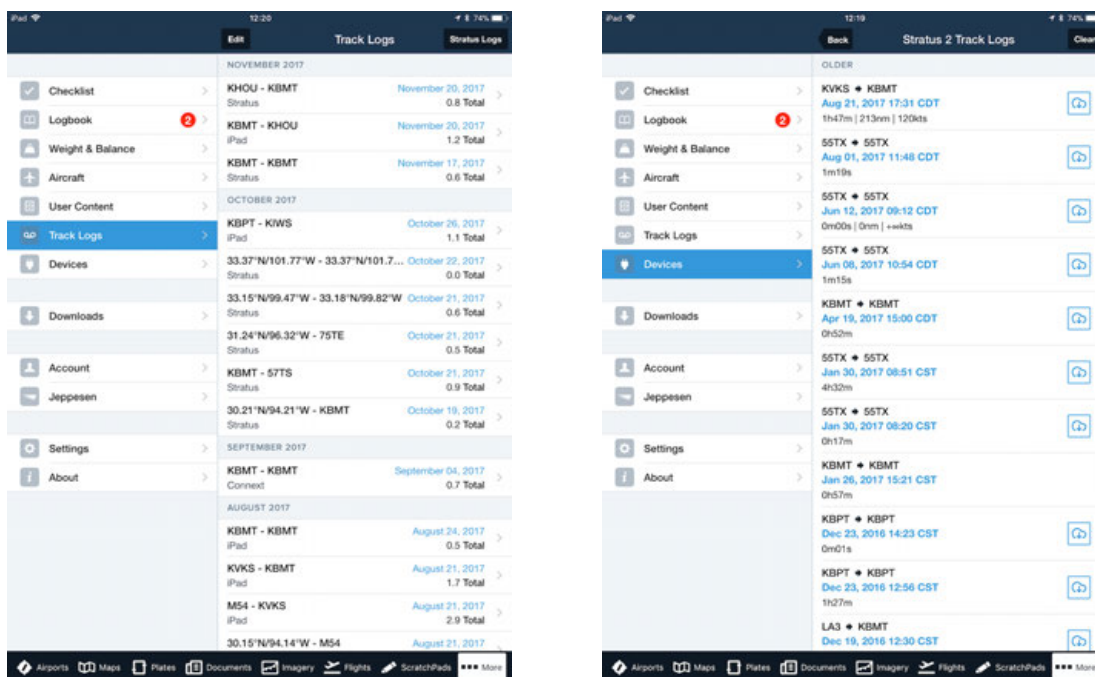 iPad 12:20 74%
Edit Track Logs Stratus Logs
Checklist
Logbook 2
Weight & Balance
Aircraft
User Content
Track Logs
Devices
Downloads
Account
Jeppesen
Settings
About
NOVEMBER 2017
KHOU - KBMT November 20, 2017
Stratus 0.8 Total
KBMT - KHOU November 20, 2017
iPad 1.2 Total
KBMT - KBMT November 17, 2017
Stratus 0.6 Total
OCTOBER 2017
KBPT - KIWS October 26, 2017
iPad 1.1 Total
33.37°N/101.77°W - 33.37°N/101.7... October 22, 2017
Stratus 0.0 Total
33.15°N/99.47°W - 33.18°N/99.82°W October 21, 2017
Stratus 0.6 Total
31.24°N/96.32°W - 75TE October 21, 2017
Stratus 0.5 Total
KBMT - 57TS October 21, 2017
Stratus 0.9 Total
30.21°N/94.21°W - KBMT October 19, 2017
Stratus 0.2 Total
SEPTEMBER 2017
KBMT - KBMT September 04, 2017
Connext 0.7 Total
AUGUST 2017
KBMT - KBMT August 24, 2017
iPad 0.5 Total
KVKS - KBMT August 21, 2017
iPad 1.7 Total
M54 - KVKS August 21, 2017
iPad 2.9 Total
30.15°N/94.14°W - M54 August 21, 2017
Airports Maps Plates Documents Imagery Flights ScratchPads More
iPad 12:19 74%
Back Stratus 2 Track Logs Clear
Checklist
Logbook 2
Weight & Balance
Aircraft
User Content
Track Logs
Devices
Downloads
Account
Jeppesen
Settings
About
OLDER
KVKS → KBMT
Aug 21, 2017 17:31 CDT
1h47m | 213nm | 120kts
55TX → 55TX
Aug 01, 2017 11:48 CDT
1m19s
55TX → 55TX
Jun 12, 2017 09:12 CDT
0m00s | 0nm | +∞kts
55TX → 55TX
Jun 08, 2017 10:54 CDT
1m15s
KBMT → KBMT
Apr 19, 2017 15:00 CDT
0h52m
55TX → 55TX
Jan 30, 2017 08:51 CST
4h32m
55TX → 55TX
Jan 30, 2017 08:20 CST
0h17m
KBMT → KBMT
Jan 26, 2017 15:21 CST
0h57m
KBPT → KBPT
Dec 23, 2016 14:23 CST
0m01s
KBPT → KBPT
Dec 23, 2016 12:56 CST
1h27m
LA3 → KBMT
Dec 19, 2016 12:30 CST
Airports Maps Plates Documents Imagery Flights ScratchPads More